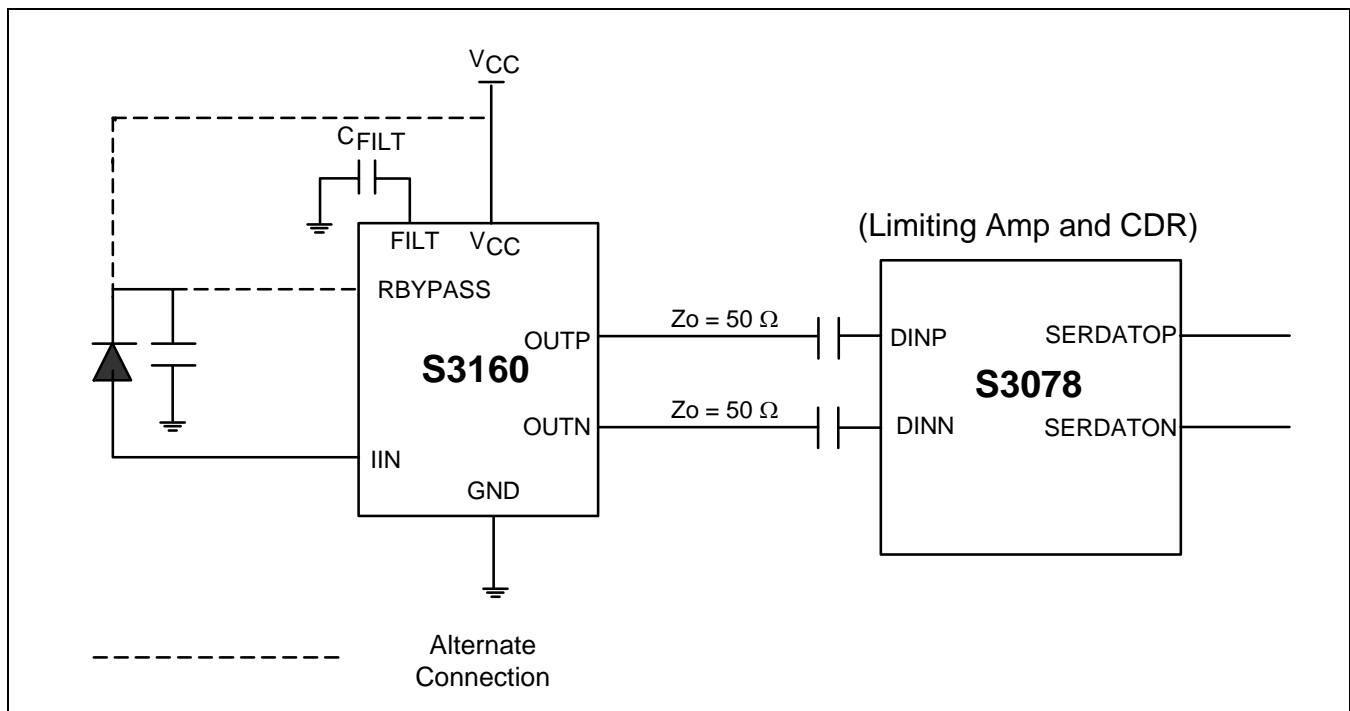 VCC
CFILT
(Limiting Amp and CDR)
FILT VCC
RBYPASS
Zo = 50 Ω
OUTP
DINP
SERDATOP
S3160
S3078
Zo = 50 Ω
OUTN
DINN
SERDATON
IIN
GND
Alternate
Connection